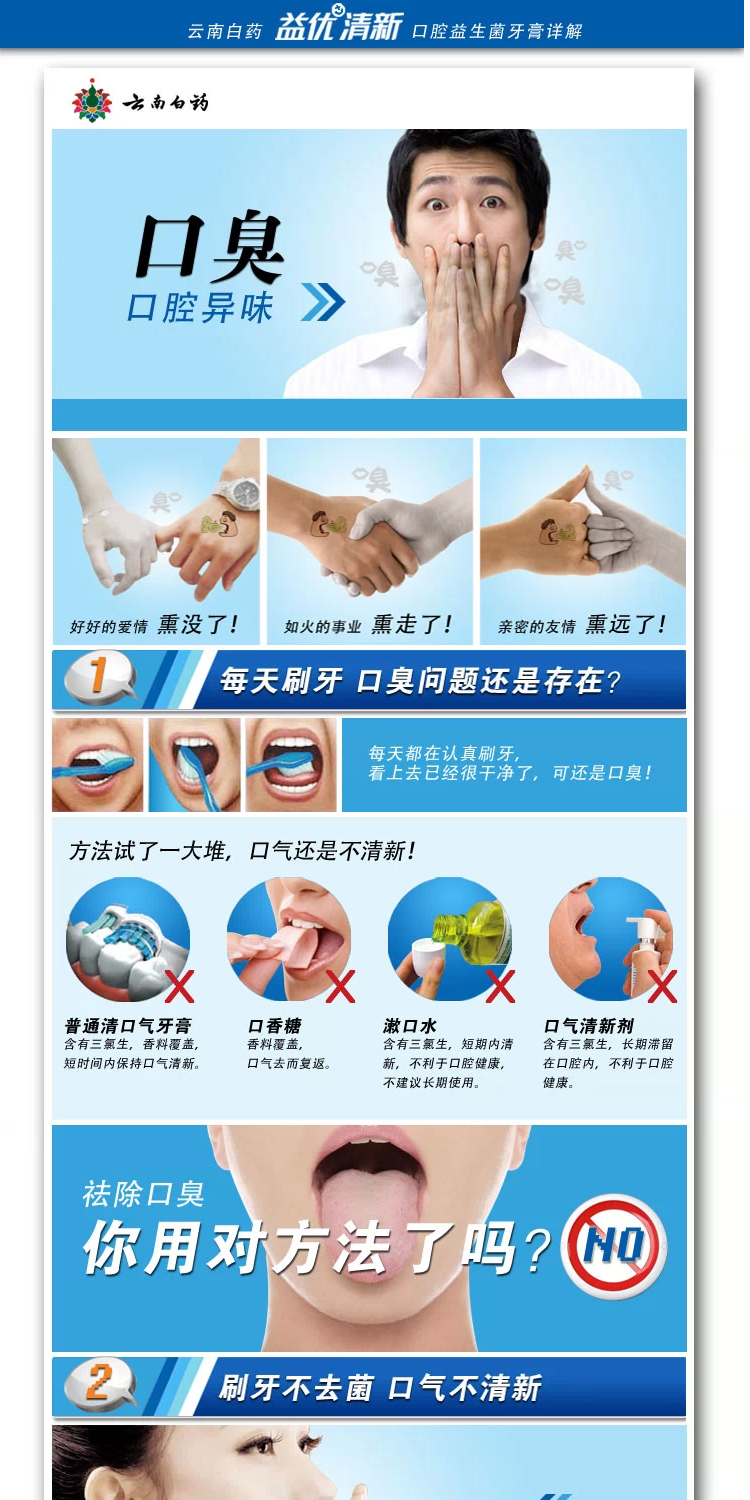 云南白药 益优清新 口腔益生菌牙膏详解
云南白药
口臭
口腔异味
臭
臭
臭
臭
臭
臭
好好的爱情 熏没了！
如火的事业 熏走了！
亲密的友情 熏远了！
1
每天刷牙 口臭问题还是存在?
每天都在认真刷牙，
看上去已经很干净了，可还是口臭！
方法试了一大堆，口气还是不清新！
普通清口气牙膏
含有三氯生，香料覆盖，
短时间内保持口气清新。
口香糖
香料覆盖，
口气去而复返。
漱口水
含有三氯生，短期内清
新，不利于口腔健康，
不建议长期使用。
口气清新剂
含有三氯生，长期滞留
在口腔内，不利于口腔
健康。
祛除口臭
你用对方法了吗?
NO
2
刷牙不去菌 口气不清新